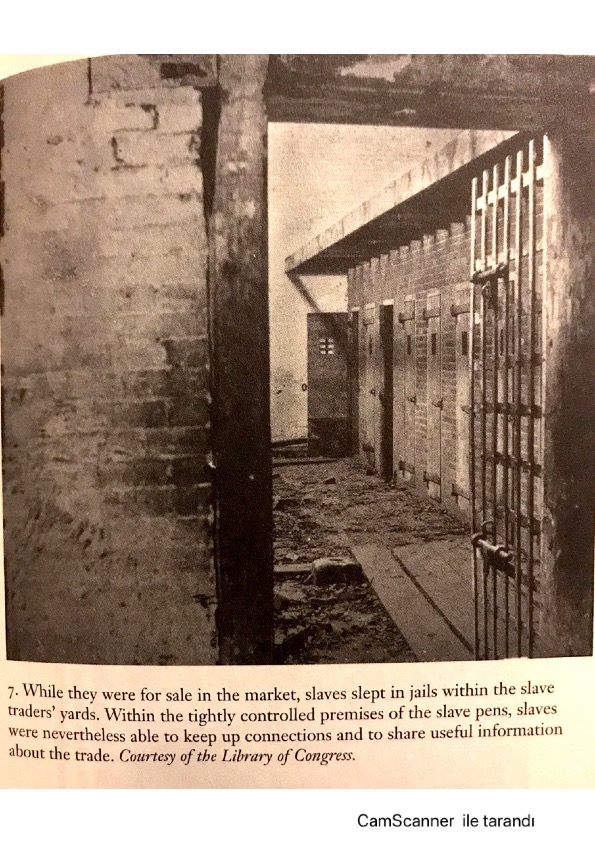 7. While they were for sale in the market, slaves slept in jails within the slave
traders' yards. Within the tightly controlled premises of the slave pens, slaves
were nevertheless able to keep up connections and to share useful information
about the trade. Courtesy of the Library of Congress.
CamScanner ile tarandı